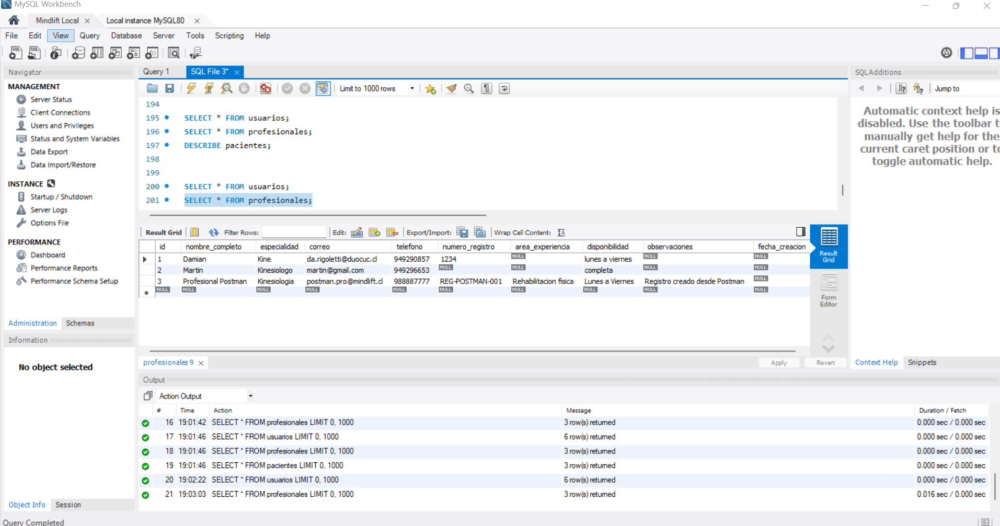 MySQL Workbench
Mindlift Local
Local instance MySQL80
File Edit View Query Database Server Tools Scripting Help
Navigator
MANAGEMENT
Server Status
Client Connections
Users and Privileges
Status and System Variables
Data Export
Data Import/Restore
INSTANCE
Startup / Shutdown
Server Logs
Options File
PERFORMANCE
Dashboard
Performance Reports
Performance Schema Setup
Administration Schemas
Information
No object selected
Object Info Session
Query Completed
Query 1 SQL File 3*
Limit to 1000 rows
194
195 SELECT * FROM usuarios;
196 SELECT * FROM profesionales;
197 DESCRIBE pacientes;
198
199
200 SELECT * FROM usuarios;
201 SELECT * FROM profesionales;
Result Grid Filter Rows: Edit: Export/Import: Wrap Cell Content:
id nombre_completo especialidad correo telefono numero_registro area_experiencia disponibilidad observaciones fecha_creacion
1 Damian Kine da.rigoletti@duocuc.cl 949290857 1234 NULL lunes a viernes NULL NULL
2 Martin Kinesiologo martin@gmail.com 949296653 NULL NULL completa NULL NULL
3 Profesional Postman Kinesiologia postman.pro@mindlift.cl 988887777 REG-POSTMAN-001 Rehabilitacion fisica Lunes a Viernes Registro creado desde Postman NULL
NULL NULL NULL NULL NULL NULL NULL NULL NULL NULL
Result
Grid
Form
Editor
profesionales 9
Apply Revert
Output
Action Output
# Time Action Message Duration / Fetch
16 19:01:42 SELECT * FROM profesionales LIMIT 0, 1000 3 row(s) returned 0.000 sec / 0.000 sec
17 19:01:46 SELECT * FROM usuarios LIMIT 0, 1000 6 row(s) returned 0.000 sec / 0.000 sec
18 19:01:46 SELECT * FROM profesionales LIMIT 0, 1000 3 row(s) returned 0.000 sec / 0.000 sec
19 19:01:46 SELECT * FROM pacientes LIMIT 0, 1000 3 row(s) returned 0.000 sec / 0.000 sec
20 19:02:22 SELECT * FROM usuarios LIMIT 0, 1000 6 row(s) returned 0.000 sec / 0.000 sec
21 19:03:03 SELECT * FROM profesionales LIMIT 0, 1000 3 row(s) returned 0.016 sec / 0.000 sec
SQLAdditions
Jump to
Automatic context help is
disabled. Use the toolbar t
manually get help for the
current caret position or to
toggle automatic help.
Context Help Snippets